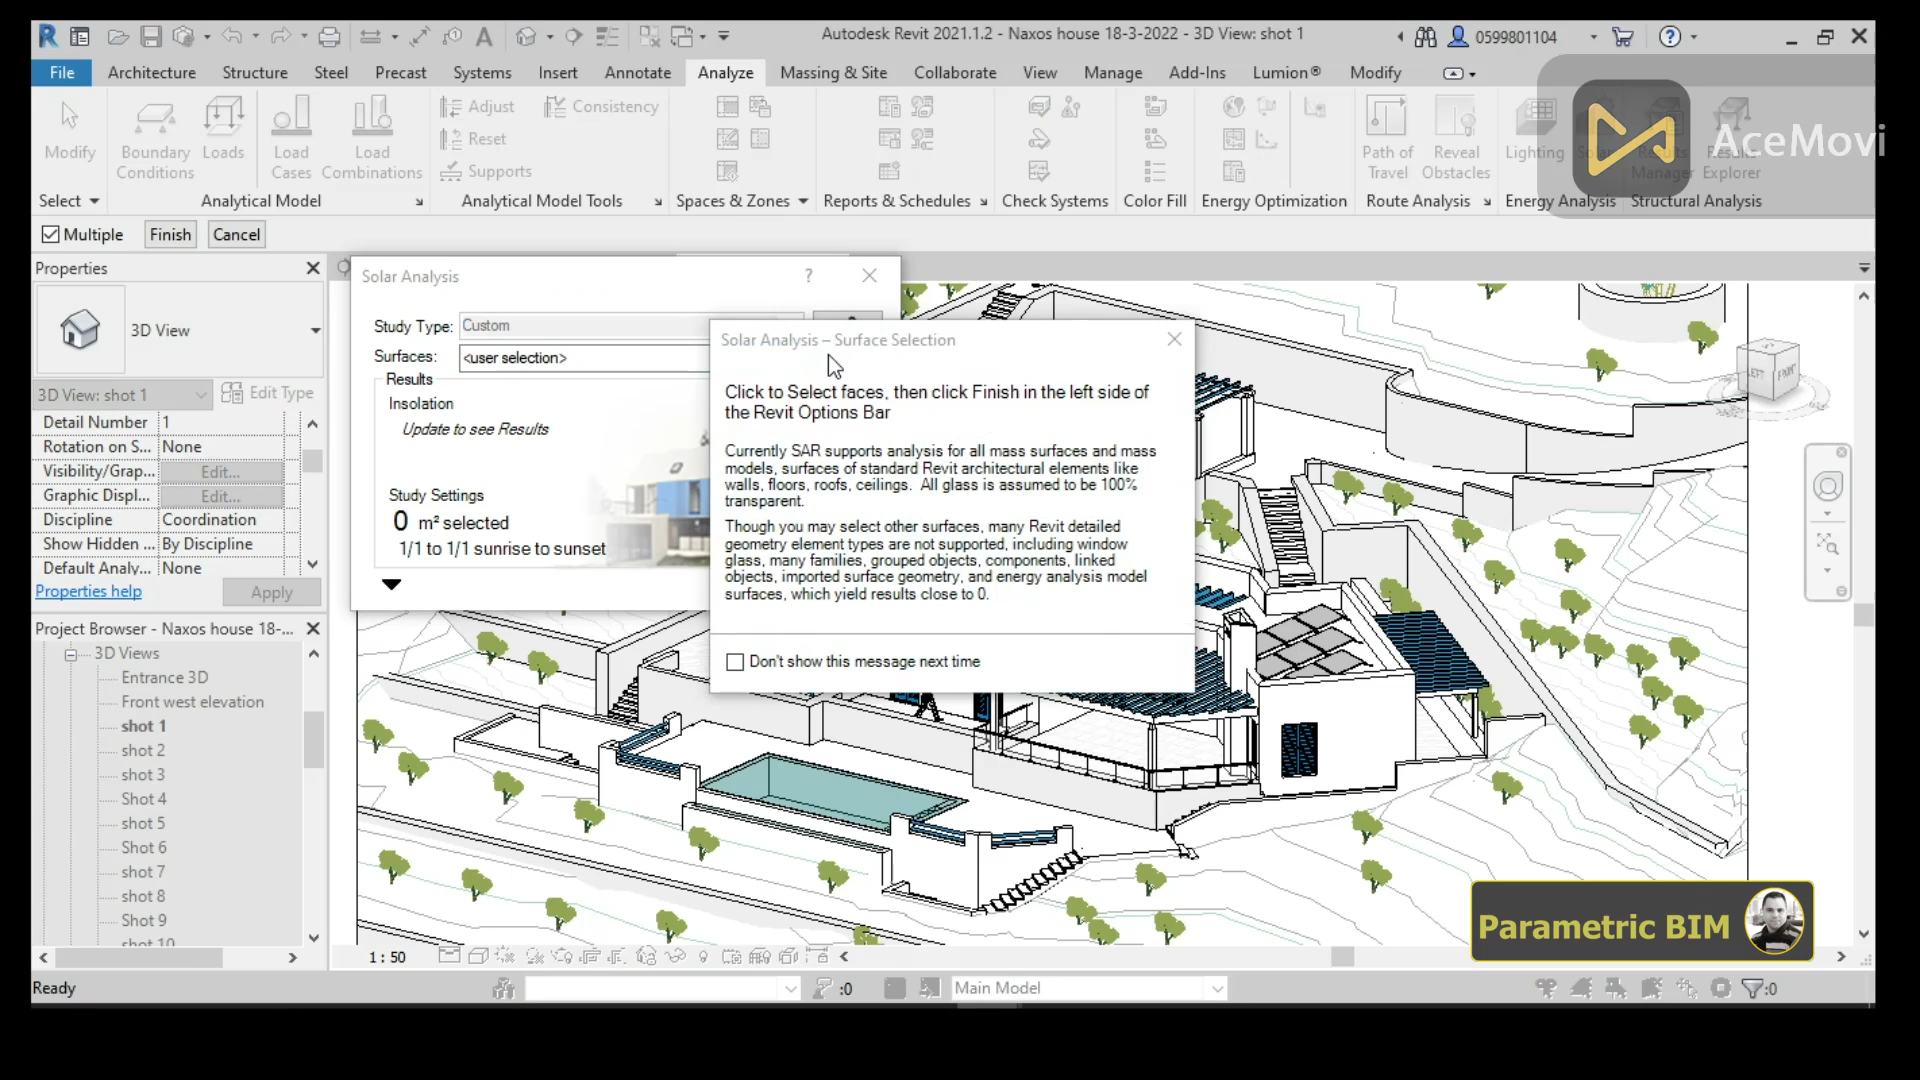 Autodesk Revit 2021.1.2 - Naxos house 18-3-2022 - 3D View: shot 1
0599801104
File Architecture Structure Steel Precast Systems Insert Annotate Analyze Massing & Site Collaborate View Manage Add-Ins Lumion® Modify
Modify
Boundary Conditions
Loads
Load Cases
Load Combinations
Adjust
Consistency
Reset
Supports
Path of Travel
Reveal Obstacles
Lighting
Results Manager
Results Explorer
AceMovi
Select Analytical Model Analytical Model Tools Spaces & Zones Reports & Schedules Check Systems Color Fill Energy Optimization Route Analysis Energy Analysis Structural Analysis
Multiple Finish Cancel
Properties
3D View
3D View: shot 1 Edit Type
Detail Number 1
Rotation on S... None
Visibility/Grap... Edit...
Graphic Displ... Edit...
Discipline Coordination
Show Hidden ... By Discipline
Default Analy... None
Properties help Apply
Project Browser - Naxos house 18-...
3D Views
Entrance 3D
Front west elevation
shot 1
shot 2
shot 3
Shot 4
shot 5
Shot 6
shot 7
shot 8
Shot 9
shot 10
Solar Analysis ?
Study Type: Custom
Surfaces: <user selection>
Results
Insolation
Update to see Results
Study Settings
0 m² selected
1/1 to 1/1 sunrise to sunset
Solar Analysis – Surface Selection
Click to Select faces, then click Finish in the left side of
the Revit Options Bar
Currently SAR supports analysis for all mass surfaces and mass
models, surfaces of standard Revit architectural elements like
walls, floors, roofs, ceilings. All glass is assumed to be 100%
transparent.
Though you may select other surfaces, many Revit detailed
geometry element types are not supported, including window
glass, many families, grouped objects, components, linked
objects, imported surface geometry, and energy analysis model
surfaces, which yield results close to 0.
Don't show this message next time
LEFT FRONT
Parametric BIM
1 : 50
Ready
:0
Main Model
:0